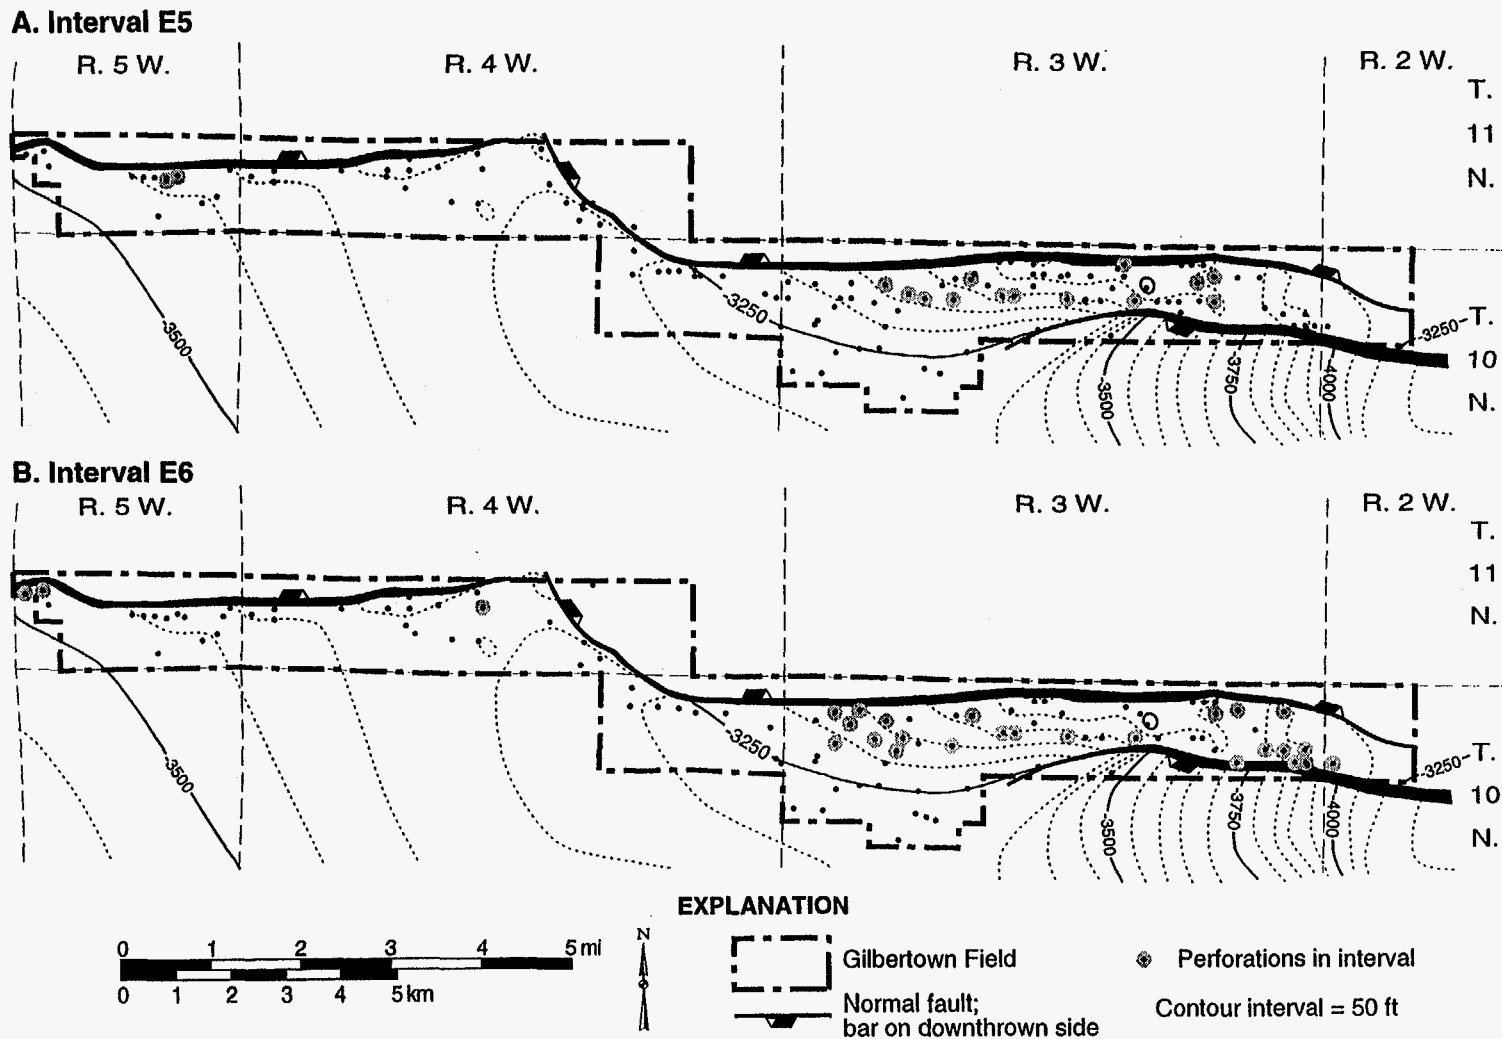 A. Interval E5
R. 5 W.
R. 4 W.
R. 3 W.
R. 2 W.
T.
11
N.
-3500
-3250
-3500
-3750
-4000
-3250
T.
10
N.
B. Interval E6
R. 5 W.
R. 4 W.
R. 3 W.
R. 2 W.
T.
11
N.
-3500
-3250
-3500
-3750
-4000
-3250
T.
10
N.
EXPLANATION
0 1 2 3 4 5 mi
0 1 2 3 4 5 km
N
Gilbertown Field
Perforations in interval
Normal fault;
bar on downthrown side
Contour interval = 50 ft